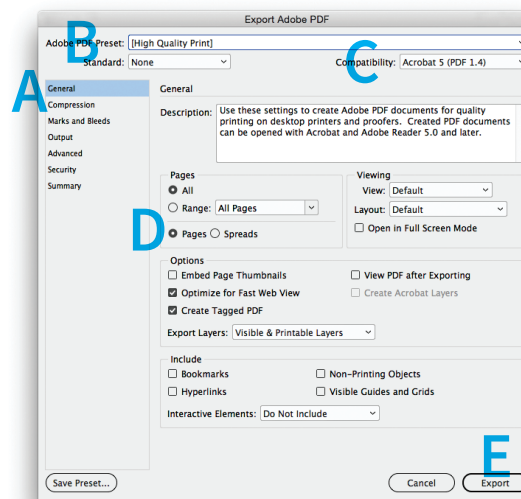 Export Adobe PDF
B
Adobe PDF Preset: [High Quality Print]
Standard: None
C
Compatibility: Acrobat 5 (PDF 1.4)
A
General
Compression
Marks and Bleeds
Output
Advanced
Security
Summary
General
Description: Use these settings to create Adobe PDF documents for quality
printing on desktop printers and proofers. Created PDF documents
can be opened with Acrobat and Adobe Reader 5.0 and later.
Pages
All
Range: All Pages
D
Pages Spreads
Viewing
View: Default
Layout: Default
Open in Full Screen Mode
Options
Embed Page Thumbnails View PDF after Exporting
Optimize for Fast Web View Create Acrobat Layers
Create Tagged PDF
Export Layers: Visible & Printable Layers
Include
Bookmarks Non-Printing Objects
Hyperlinks Visible Guides and Grids
Interactive Elements: Do Not Include
E
Save Preset... Cancel Export